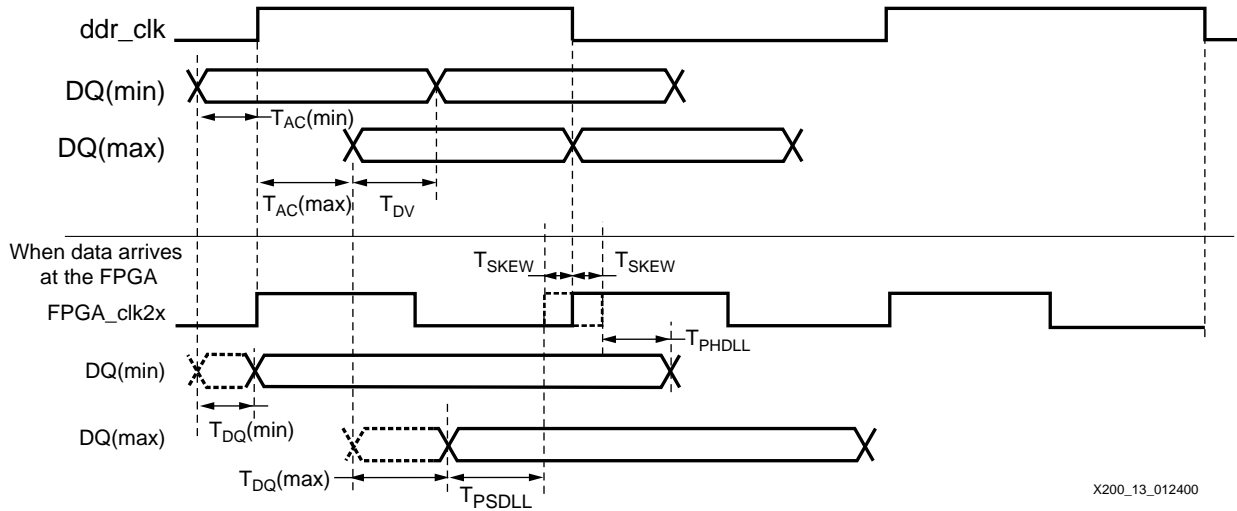 ddr_clk
DQ(min)
TAC(min)
DQ(max)
TAC(max)
TDV
When data arrives
at the FPGA
TSKEW
TSKEW
FPGA_clk2x
TPHDLL
DQ(min)
TDQ(min)
DQ(max)
TDQ(max)
TPSDLL
X200_13_012400